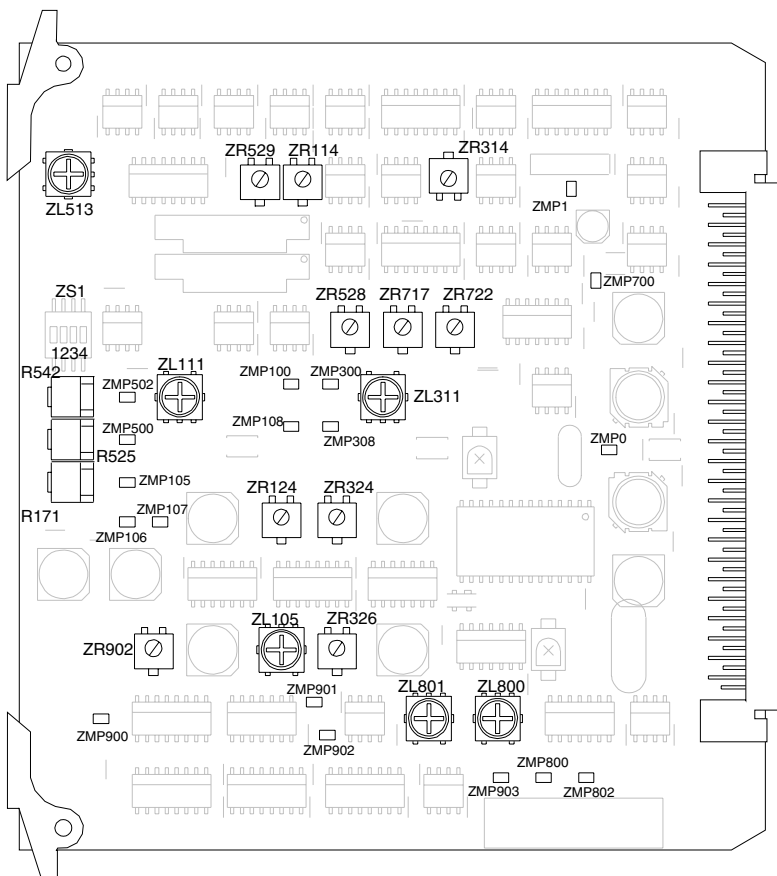 ZR529 ZR114 ZR314
ZMP1
ZL513
ZMP700
ZS1
ZR528 ZR717 ZR722
1234
R542 ZL111 ZMP100 ZMP300
ZMP502
ZL311
ZMP500 ZMP108 ZMP308
ZMP0
R525
ZMP105
ZR124 ZR324
ZMP107
R171
ZMP106
ZL105 ZR326
ZR902
ZL801 ZL800
ZMP901
ZMP900
ZMP902
ZMP800
ZMP903 ZMP802